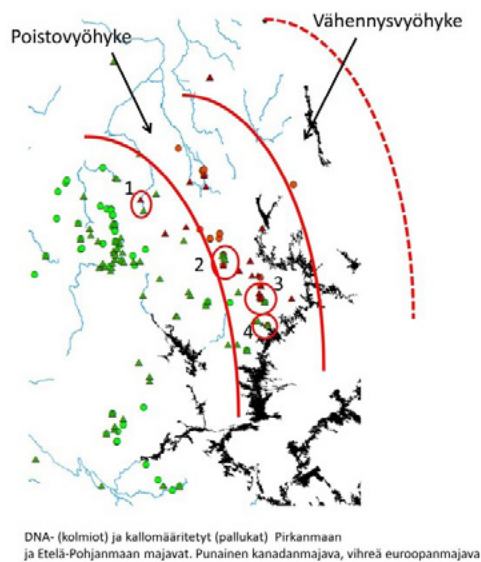 Vähennysvyöhyke
Poistovyöhyke
1
2
3
4
DNA- (kolmiot) ja kallomääritetyt (pallukat) Pirkanmaan
ja Etelä-Pohjanmaan majavat. Punainen kanadanmajava, vihreä euroopanmajava